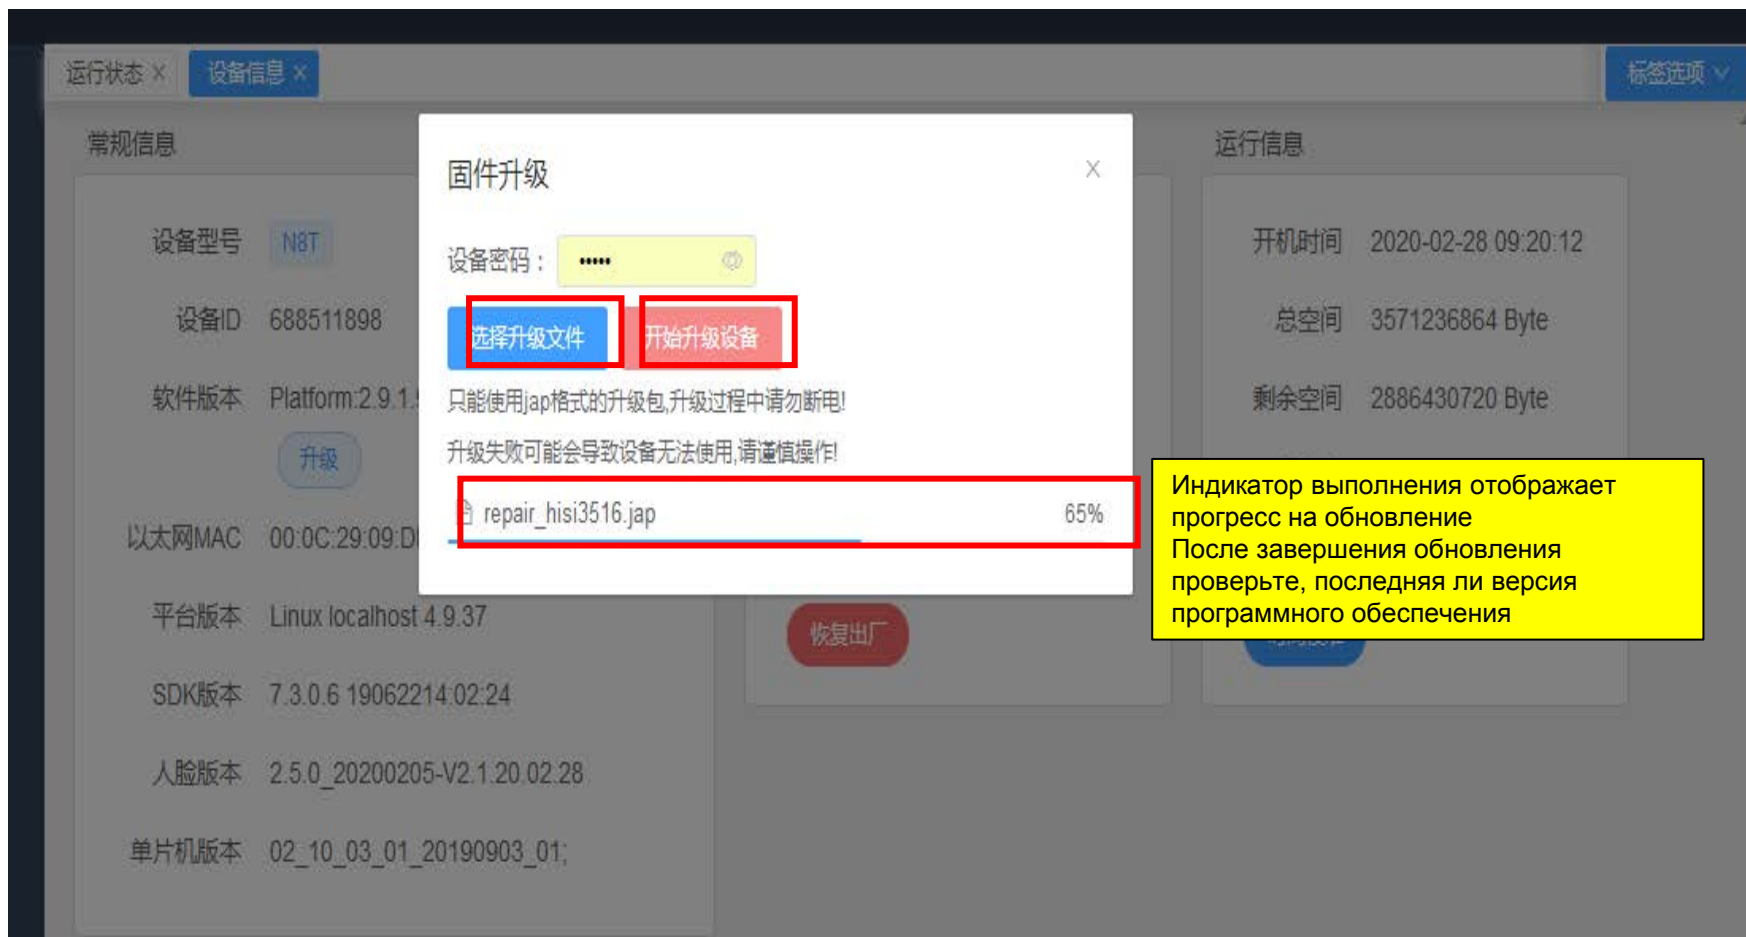 运行状态 ×
设备信息 ×
标签选项
常规信息
设备型号 N8T
设备ID 688511898
软件版本 Platform:2.9.1.
升级
以太网MAC 00:0C:29:09:D
平台版本 Linux localhost 4.9.37
SDK版本 7.3.0.6 19062214:02:24
人脸版本 2.5.0_20200205-V2.1.20.02.28
单片机版本 02_10_03_01_20190903_01;
固件升级
设备密码： •••••
选择升级文件
开始升级设备
只能使用jap格式的升级包,升级过程中请勿断电!
升级失败可能会导致设备无法使用,请谨慎操作!
repair_hisi3516.jap 65%
恢复出厂
运行信息
开机时间 2020-02-28 09:20:12
总空间 3571236864 Byte
剩余空间 2886430720 Byte
Индикатор выполнения отображает
прогресс на обновление
После завершения обновления
проверьте, последняя ли версия
программного обеспечения